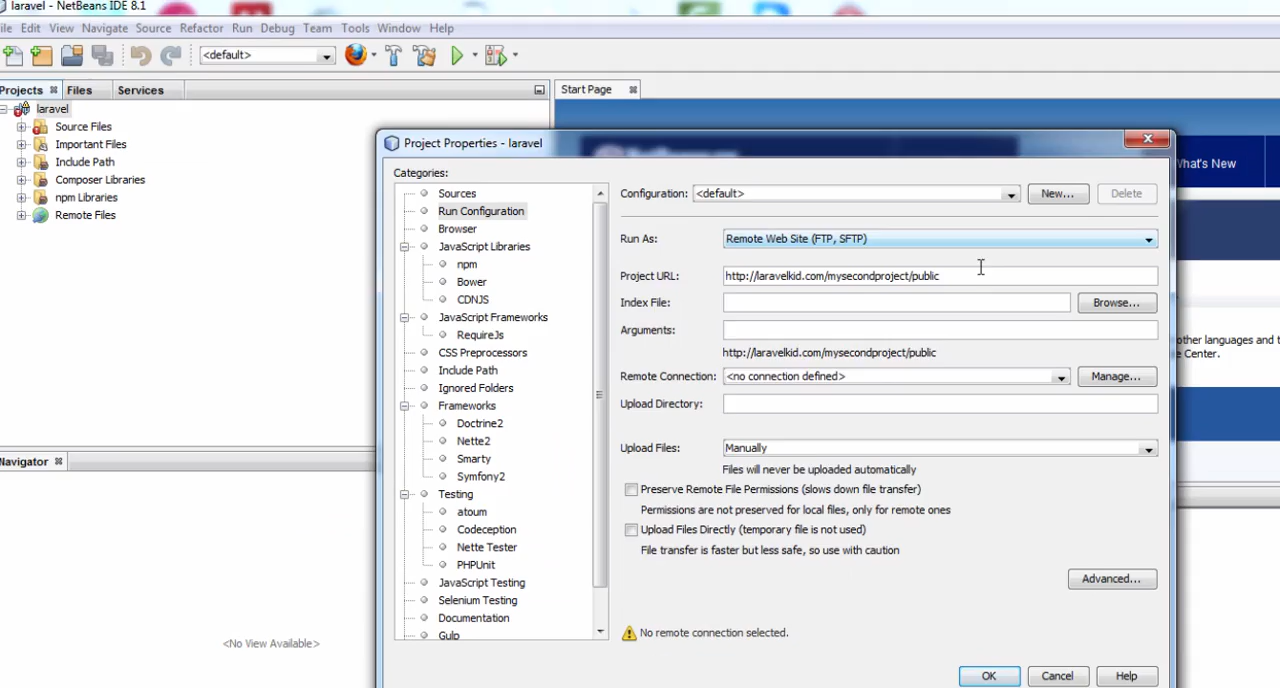 laravel - NetBeans IDE 8.1
File Edit View Navigate Source Refactor Run Debug Team Tools Window Help
<default>
Projects Files Services
Start Page
laravel
Source Files
Important Files
Include Path
Composer Libraries
npm Libraries
Remote Files
Navigator
<No View Available>
What's New
other languages and t
e Center.
Project Properties - laravel
Categories:
Sources
Run Configuration
Browser
JavaScript Libraries
npm
Bower
CDNJS
JavaScript Frameworks
RequireJs
CSS Preprocessors
Include Path
Ignored Folders
Frameworks
Doctrine2
Nette2
Smarty
Symfony2
Testing
atoum
Codeception
Nette Tester
PHPUnit
JavaScript Testing
Selenium Testing
Documentation
Gulp
Configuration: <default> New... Delete
Run As: Remote Web Site (FTP, SFTP)
Project URL: http://laravelkid.com/mysecondproject/public
Index File: Browse...
Arguments:
http://laravelkid.com/mysecondproject/public
Remote Connection: <no connection defined> Manage...
Upload Directory:
Upload Files: Manually
Files will never be uploaded automatically
Preserve Remote File Permissions (slows down file transfer)
Permissions are not preserved for local files, only for remote ones
Upload Files Directly (temporary file is not used)
File transfer is faster but less safe, so use with caution
Advanced...
No remote connection selected.
OK Cancel Help